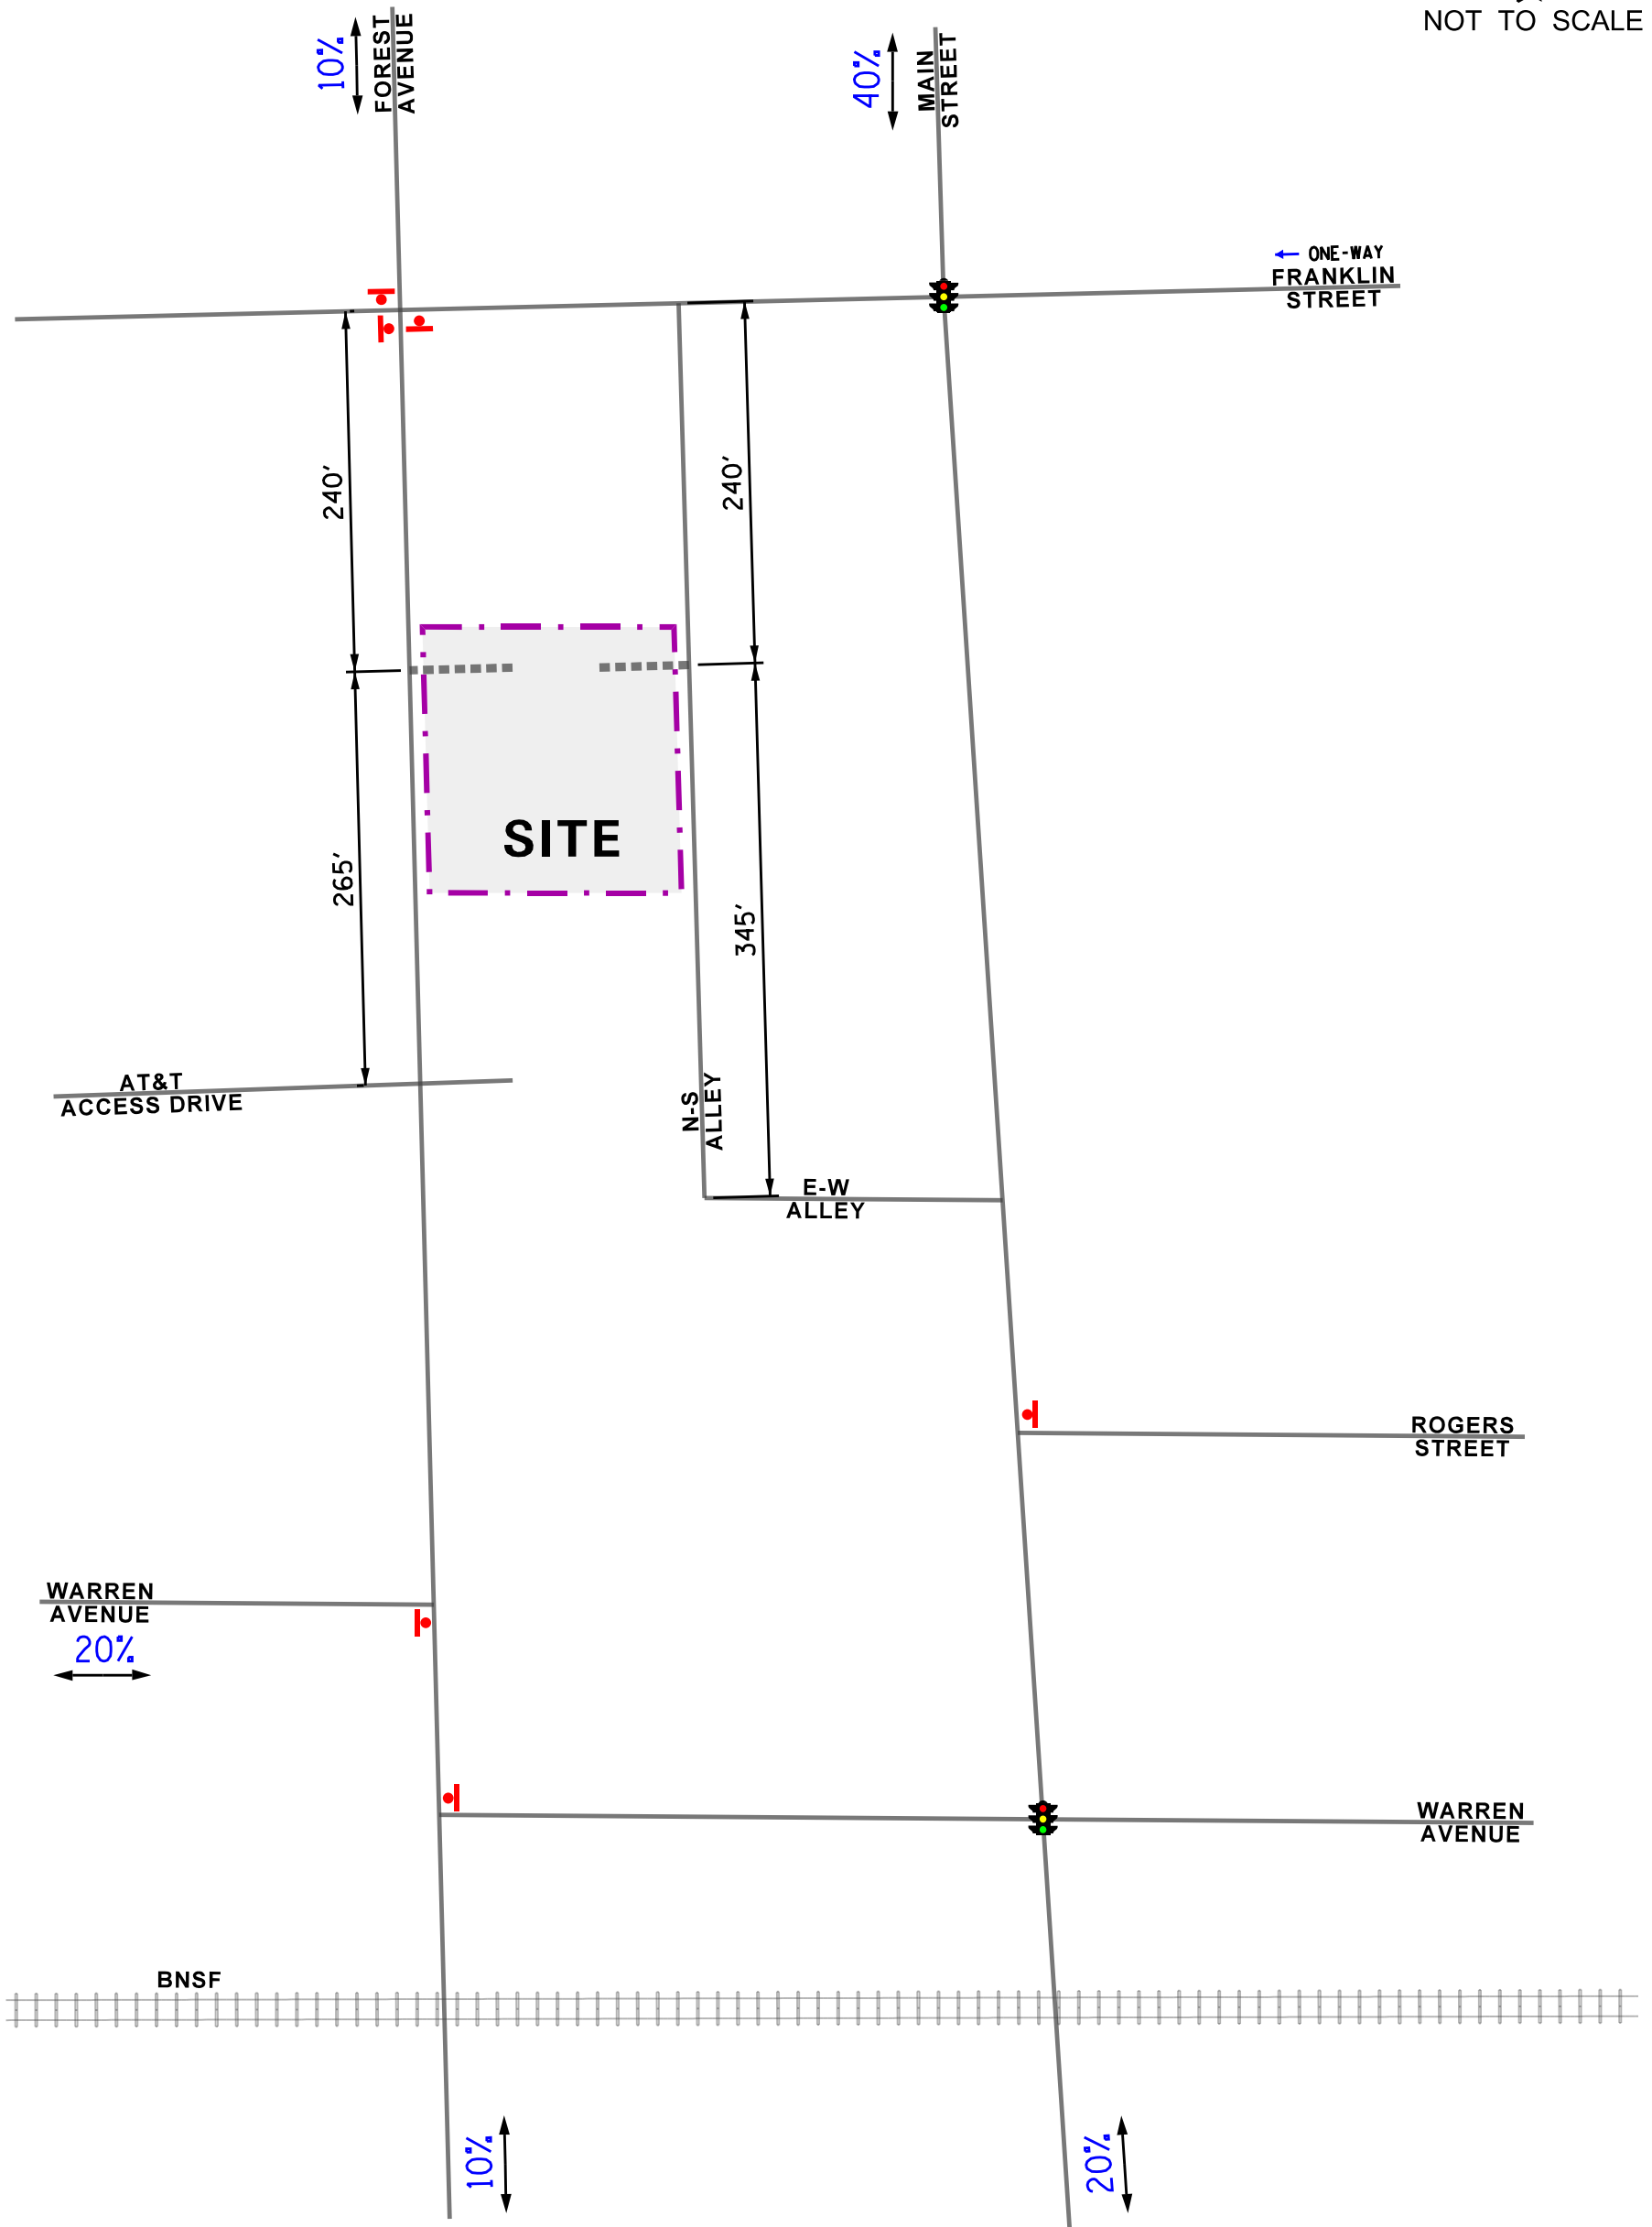 NOT TO SCALE
10%
FOREST
AVENUE
40%
MAIN
STREET
ONE-WAY
FRANKLIN
STREET
240'
240'
SITE
265'
345'
AT&T
ACCESS DRIVE
N-S
ALLEY
E-W
ALLEY
ROGERS
STREET
WARREN
AVENUE
20%
WARREN
AVENUE
BNSF
10%
20%